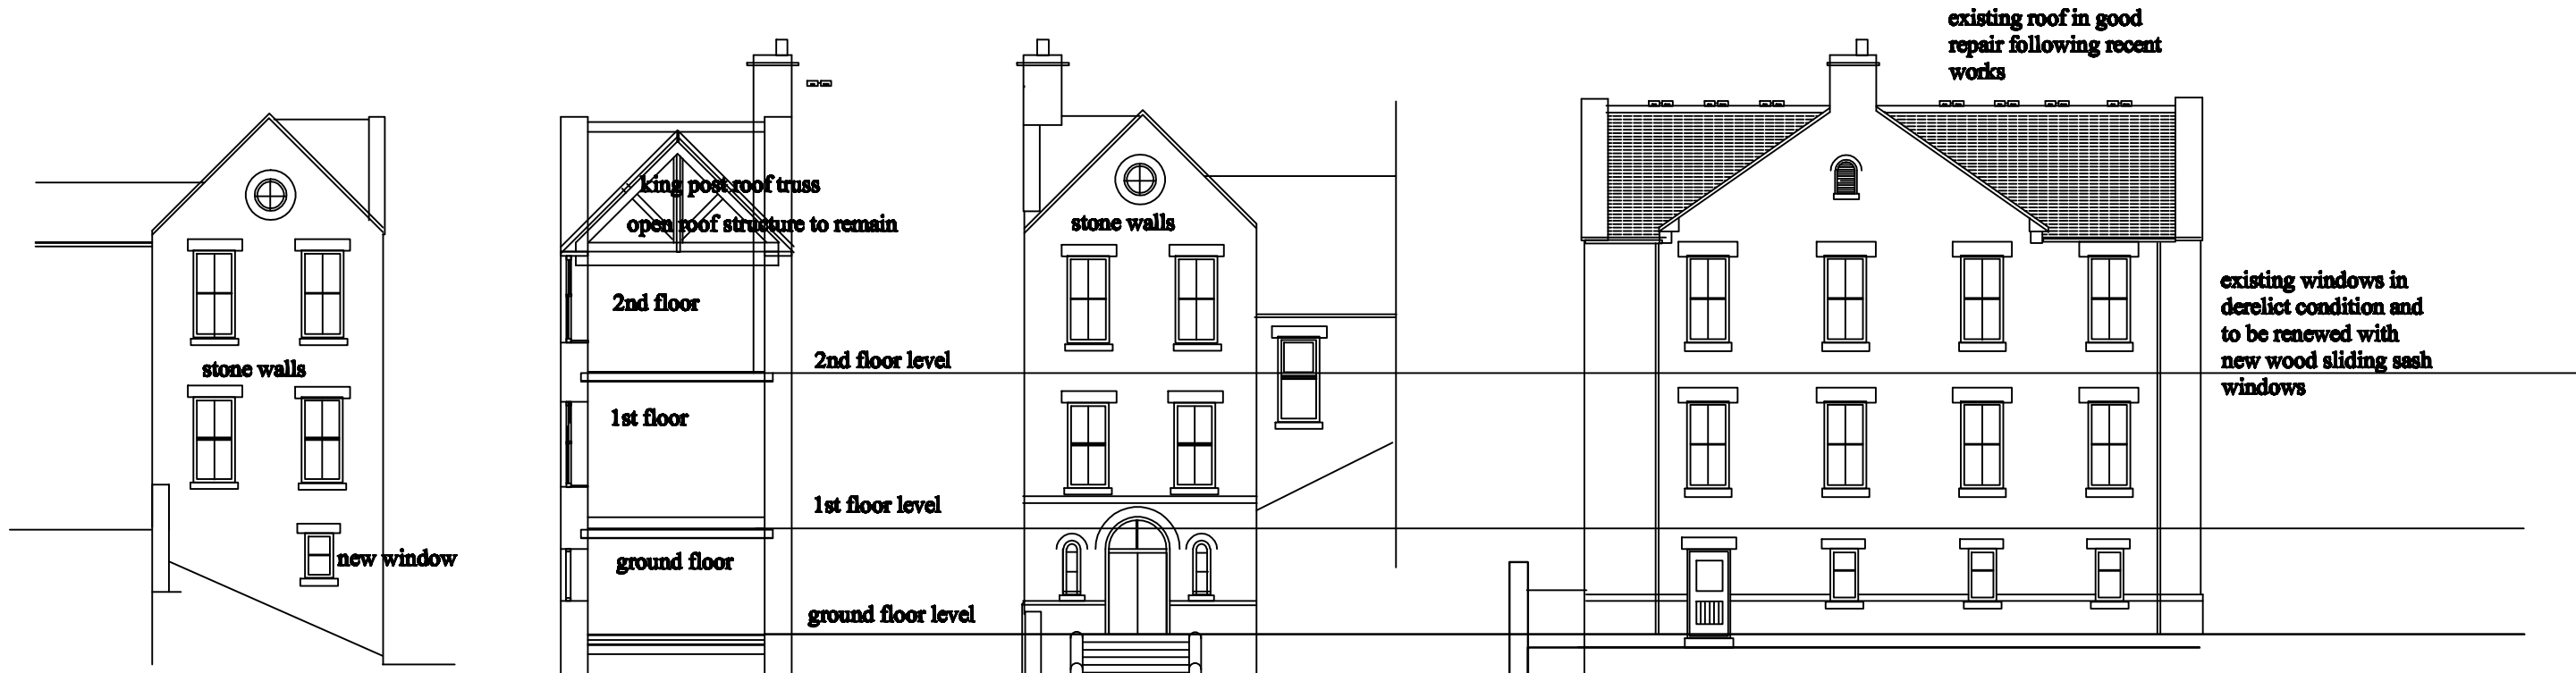 existing roof in good
repair following recent
works
king post roof truss
open roof structure to remain
stone walls
existing windows in
derelict condition and
to be renewed with
new wood sliding sash
windows
2nd floor
2nd floor level
stone walls
1st floor
1st floor level
new window
ground floor
ground floor level